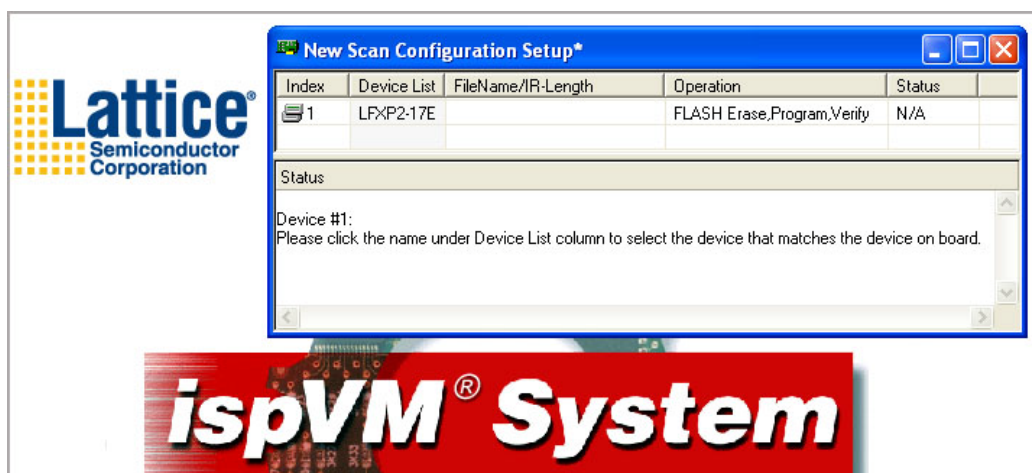 New Scan Configuration Setup*
Lattice®
Semiconductor
Corporation
Index Device List FileName/IR-Length Operation Status
1 LFXP2-17E FLASH Erase,Program,Verify N/A
Status
Device #1:
Please click the name under Device List column to select the device that matches the device on board.
ispVM® System